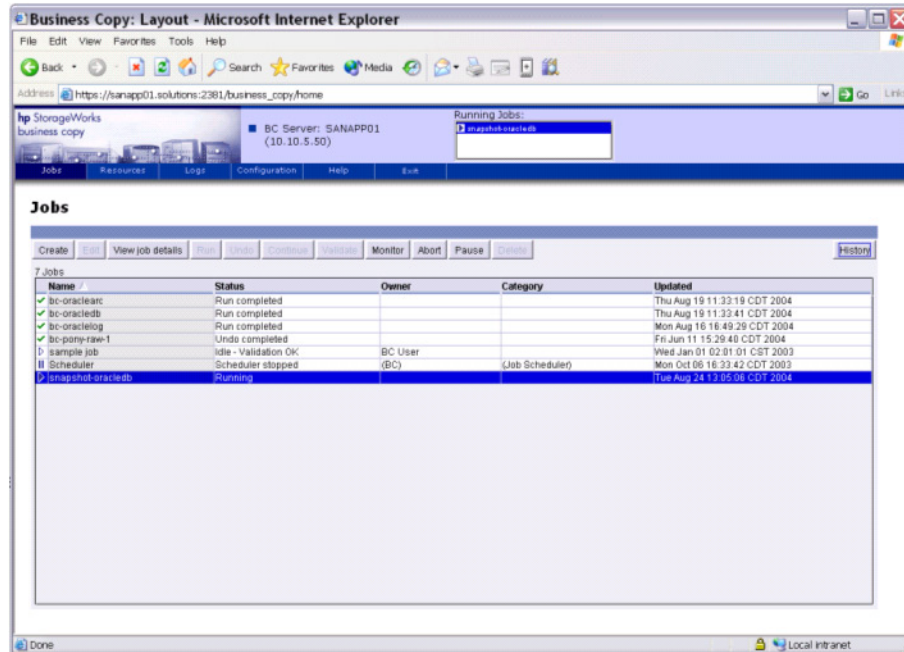 Business Copy: Layout - Microsoft Internet Explorer
File Edit View Favorites Tools Help
Back Search Favorites Media
Address https://sanapp01.solutions:2381/business_copy/home Go Links
hp StorageWorks
business copy
BC Server: SANAPP01
(10.10.5.50)
Running Jobs:
snapshot-oracledb
Jobs Resources Logs Configuration Help Exit
Jobs
Create Edit View job details Run Undo Continue Validate Monitor Abort Pause Delete History
7 Jobs
Name Status Owner Category Updated
bc-oraclearc Run completed Thu Aug 19 11:33:19 CDT 2004
bc-oracledb Run completed Thu Aug 19 11:33:41 CDT 2004
bc-oraclelog Run completed Mon Aug 16 16:49:29 CDT 2004
bc-pony-raw-1 Undo completed Fri Jun 11 15:29:40 CDT 2004
sample job Idle - Validation OK BC User Wed Jan 01 02:01:01 CST 2003
Scheduler Scheduler stopped (BC) (Job Scheduler) Mon Oct 06 16:33:42 CDT 2003
snapshot-oracledb Running Tue Aug 24 13:05:06 CDT 2004
Done Local intranet